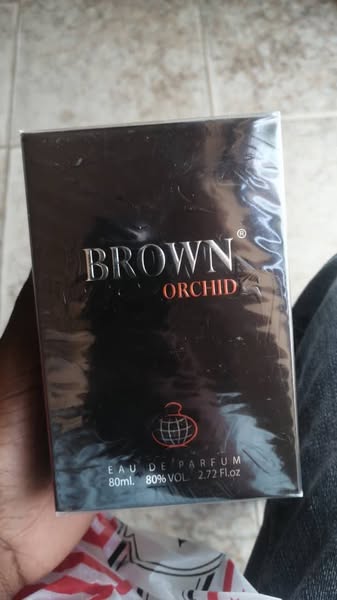 BROWN®
ORCHID
EAU DE PARFUM
80ml. 80% VOL. 2.72 Fl.oz